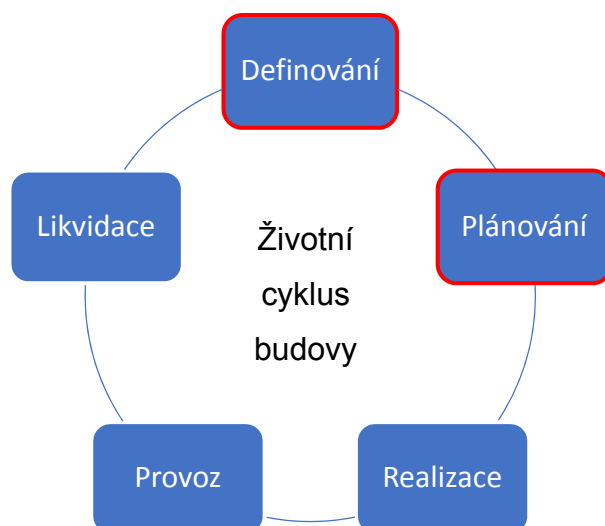 Definování
Plánování
Realizace
Provoz
Likvidace
Životní
cyklus
budovy